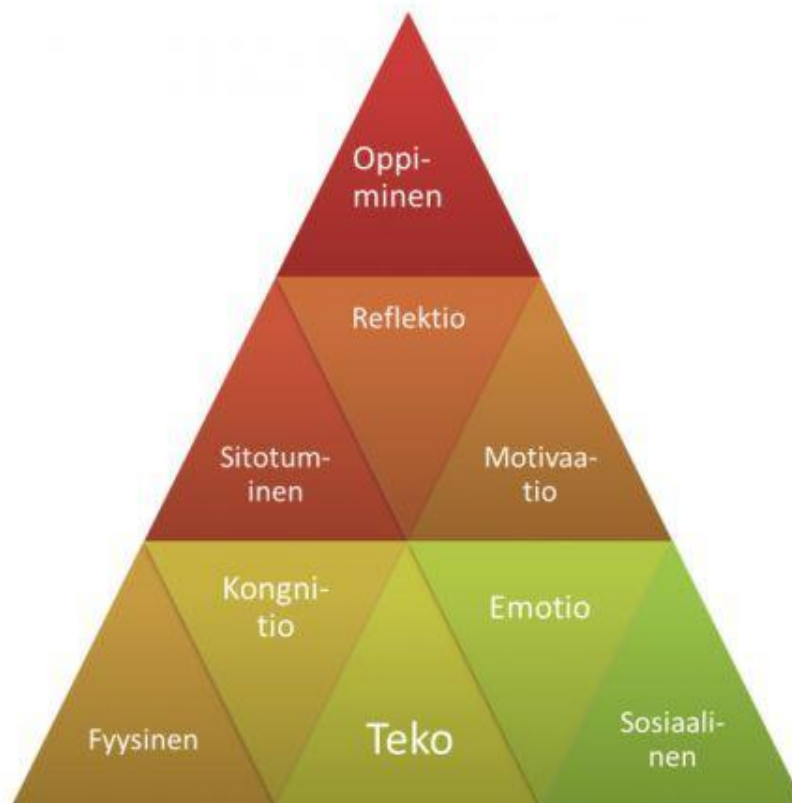 Oppi-
minen
Reflektio
Sitotum-
inen
Motivaa-
tio
Kongni-
tio
Emotio
Fyysinen
Teko
Sosiaali-
nen